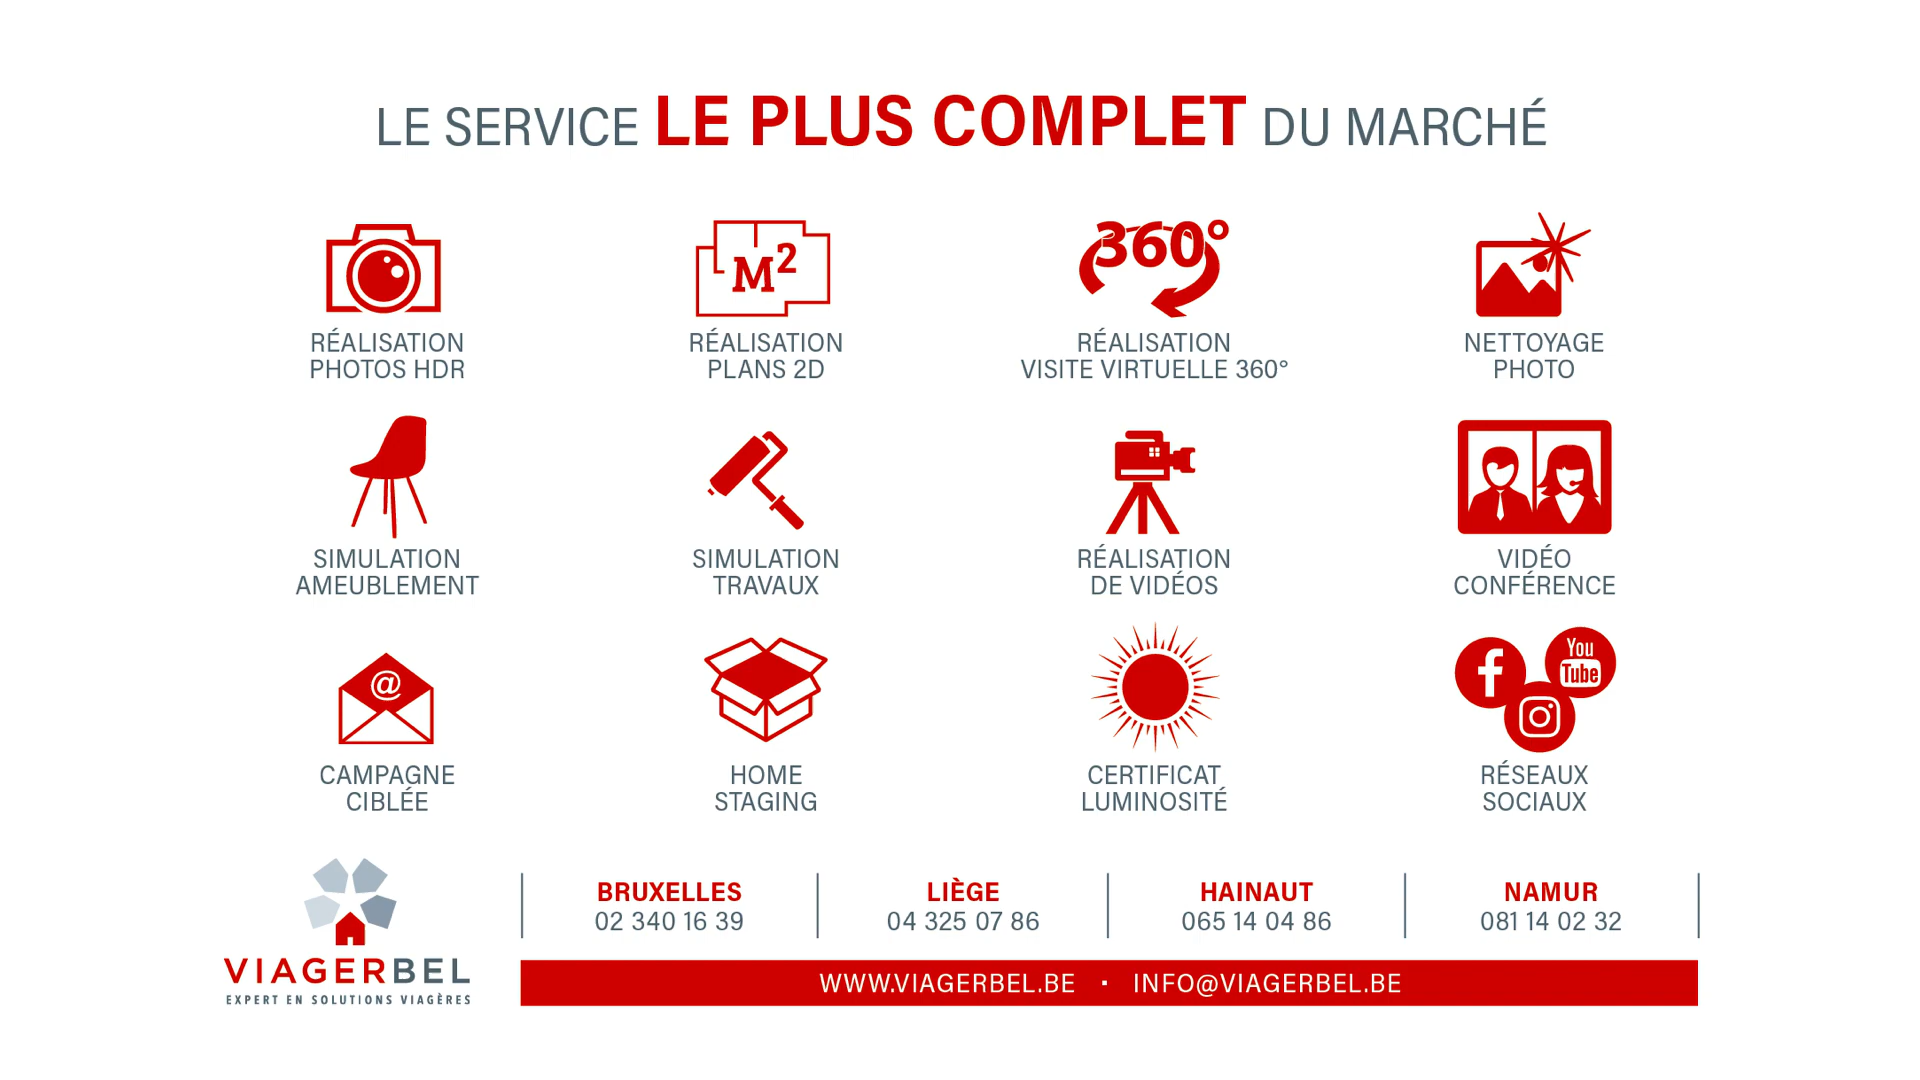 LE SERVICE LE PLUS COMPLET DU MARCHÉ
M²
360°
RÉALISATION
PHOTOS HDR
RÉALISATION
PLANS 2D
RÉALISATION
VISITE VIRTUELLE 360°
NETTOYAGE
PHOTO
SIMULATION
AMEUBLEMENT
SIMULATION
TRAVAUX
RÉALISATION
DE VIDÉOS
VIDÉO
CONFÉRENCE
@
f
You
Tube
CAMPAGNE
CIBLÉE
HOME
STAGING
CERTIFICAT
LUMINOSITÉ
RÉSEAUX
SOCIAUX
VIAGERBEL
EXPERT EN SOLUTIONS VIAGÈRES
BRUXELLES
02 340 16 39
LIÈGE
04 325 07 86
HAINAUT
065 14 04 86
NAMUR
081 14 02 32
WWW.VIAGERBEL.BE · INFO@VIAGERBEL.BE